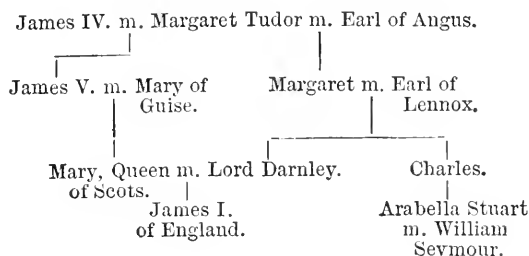 James IV. m. Margaret Tudor m. Earl of Angus.
James V. m. Mary of
Guise.
Margaret m. Earl of
Lennox.
Mary, Queen m. Lord Darnley.
of Scots.
Charles.
James I.
of England.
Arabella Stuart
m. William
Seymour.